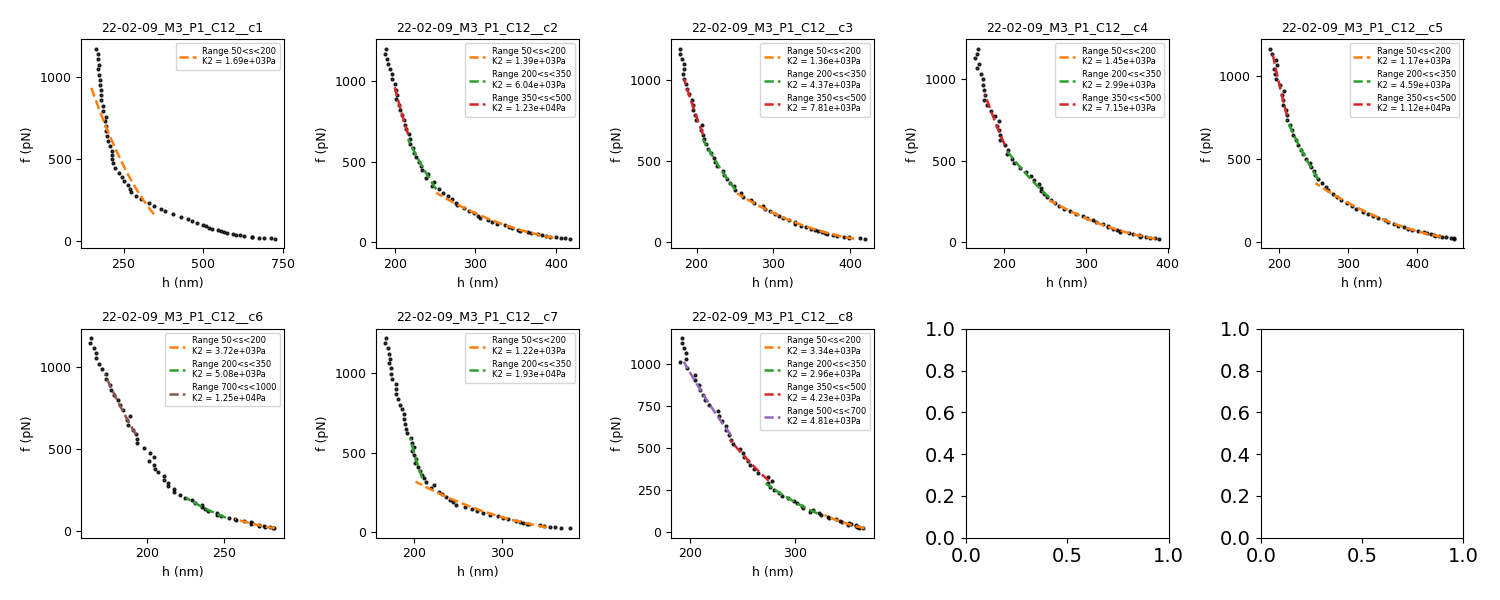 22-02-09_M3_P1_C12__c1
f (pN)
1000
500
0
Range 50<s<200
K2 = 1.69e+03Pa
250 500 750
h (nm)
22-02-09_M3_P1_C12__c2
f (pN)
1000
500
0
Range 50<s<200
K2 = 1.39e+03Pa
Range 200<s<350
K2 = 6.04e+03Pa
Range 350<s<500
K2 = 1.23e+04Pa
200 300 400
h (nm)
22-02-09_M3_P1_C12__c3
f (pN)
1000
500
0
Range 50<s<200
K2 = 1.36e+03Pa
Range 200<s<350
K2 = 4.37e+03Pa
Range 350<s<500
K2 = 7.81e+03Pa
200 300 400
h (nm)
22-02-09_M3_P1_C12__c4
f (pN)
1000
500
0
Range 50<s<200
K2 = 1.45e+03Pa
Range 200<s<350
K2 = 2.99e+03Pa
Range 350<s<500
K2 = 7.15e+03Pa
200 300 400
h (nm)
22-02-09_M3_P1_C12__c5
f (pN)
1000
500
0
Range 50<s<200
K2 = 1.17e+03Pa
Range 200<s<350
K2 = 4.59e+03Pa
Range 350<s<500
K2 = 1.12e+04Pa
200 300 400
h (nm)
22-02-09_M3_P1_C12__c6
f (pN)
1000
500
0
Range 50<s<200
K2 = 3.72e+03Pa
Range 200<s<350
K2 = 5.08e+03Pa
Range 700<s<1000
K2 = 1.25e+04Pa
200 250
h (nm)
22-02-09_M3_P1_C12__c7
f (pN)
1000
500
0
Range 50<s<200
K2 = 1.22e+03Pa
Range 200<s<350
K2 = 1.93e+04Pa
200 300
h (nm)
22-02-09_M3_P1_C12__c8
f (pN)
1000
750
500
250
0
Range 50<s<200
K2 = 3.34e+03Pa
Range 200<s<350
K2 = 2.96e+03Pa
Range 350<s<500
K2 = 4.23e+03Pa
Range 500<s<700
K2 = 4.81e+03Pa
200 300
h (nm)
1.0
0.8
0.6
0.4
0.2
0.0
0.0 0.5 1.0
1.0
0.8
0.6
0.4
0.2
0.0
0.0 0.5 1.0